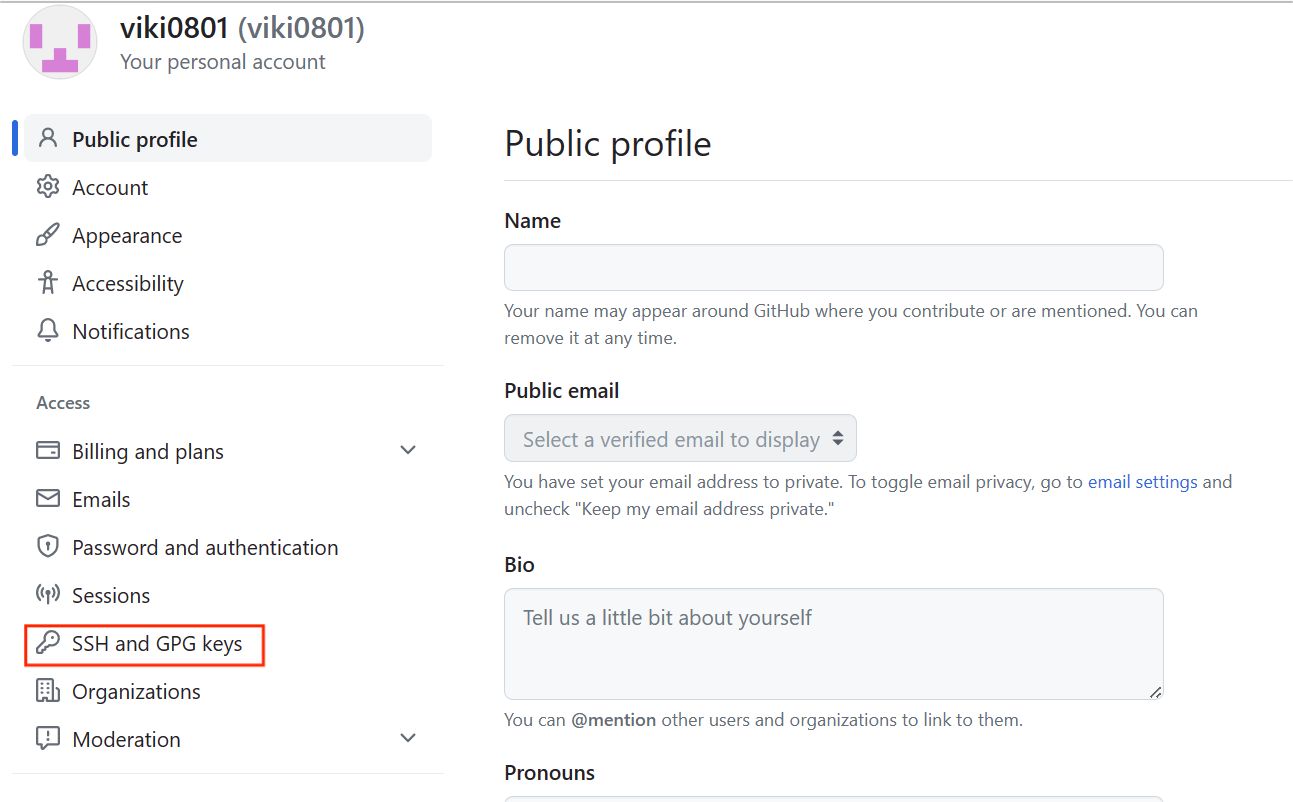 viki0801 (viki0801)
Your personal account
Public profile
Account
Appearance
Accessibility
Notifications
Access
Billing and plans
Emails
Password and authentication
Sessions
SSH and GPG keys
Organizations
Moderation
Public profile
Name
Your name may appear around GitHub where you contribute or are mentioned. You can
remove it at any time.
Public email
Select a verified email to display
You have set your email address to private. To toggle email privacy, go to email settings and
uncheck "Keep my email address private."
Bio
Tell us a little bit about yourself
You can @mention other users and organizations to link to them.
Pronouns